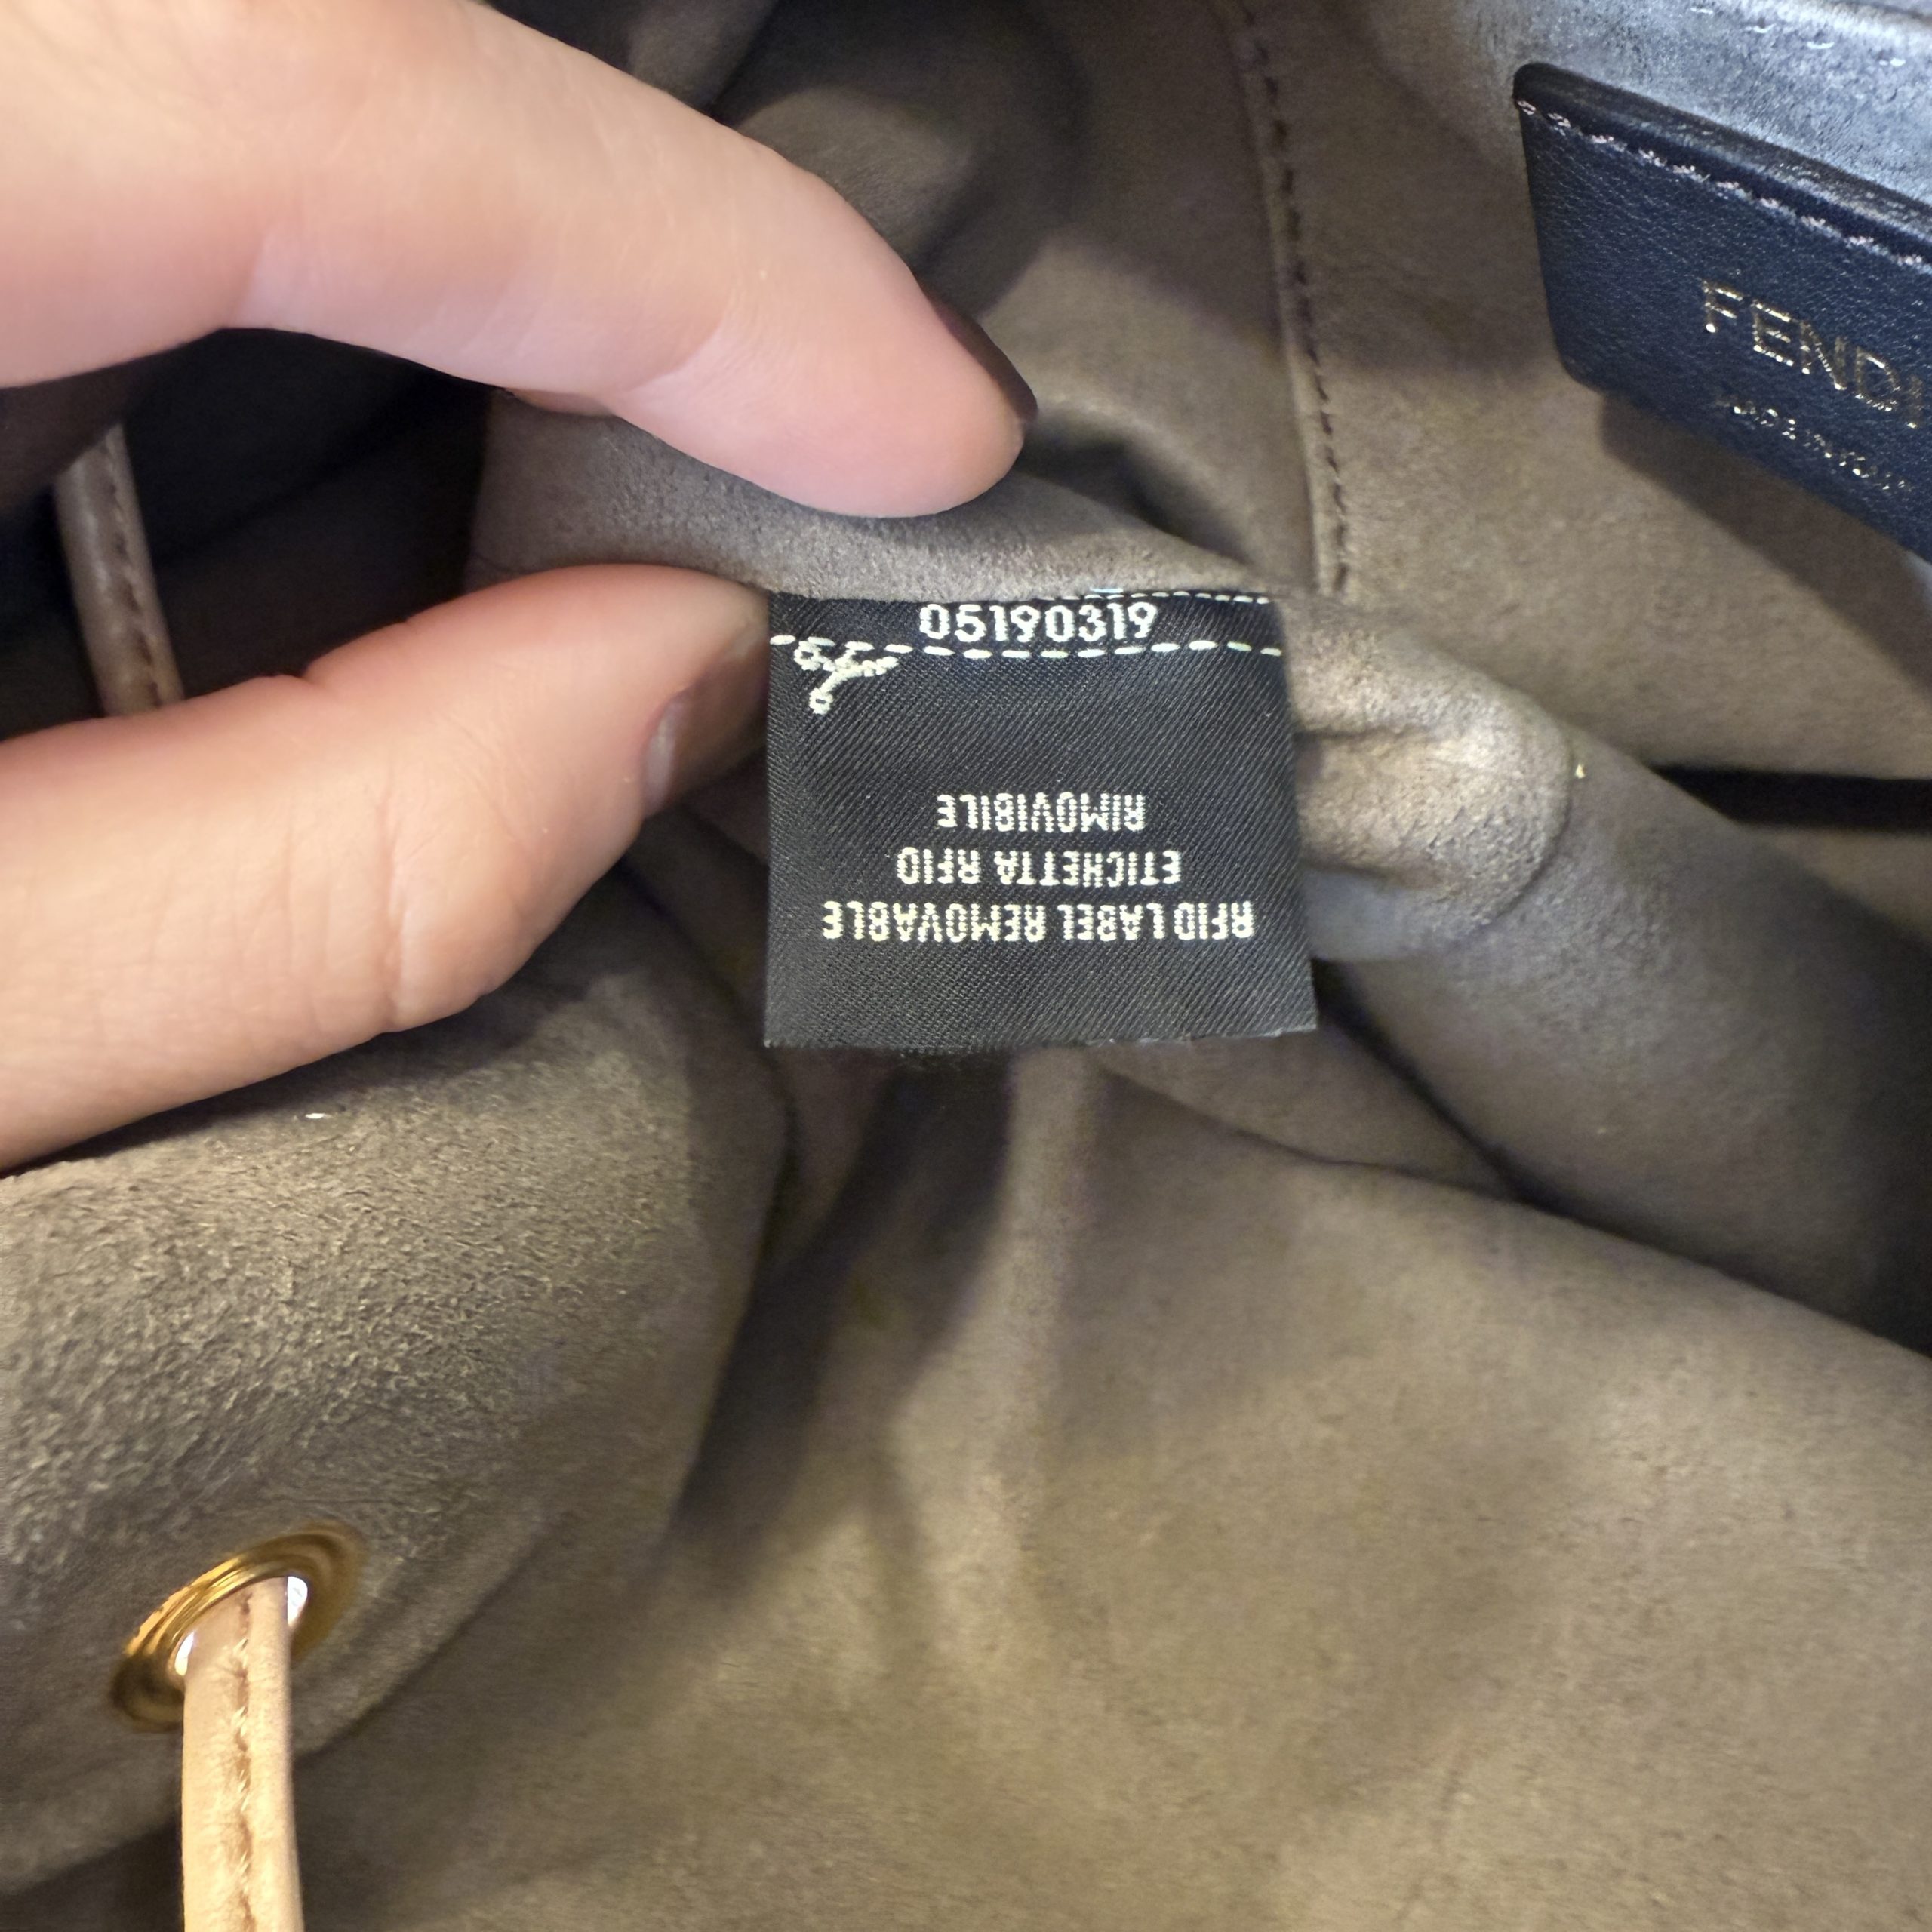 FENDI
05190319
RFID LABEL REMOVABLE
ETICHETTA RFID
RIMOVIBILE